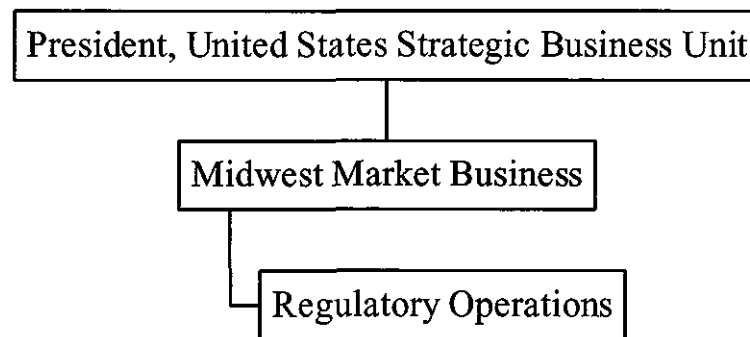 President, United States Strategic Business Unit
Midwest Market Business
Regulatory Operations